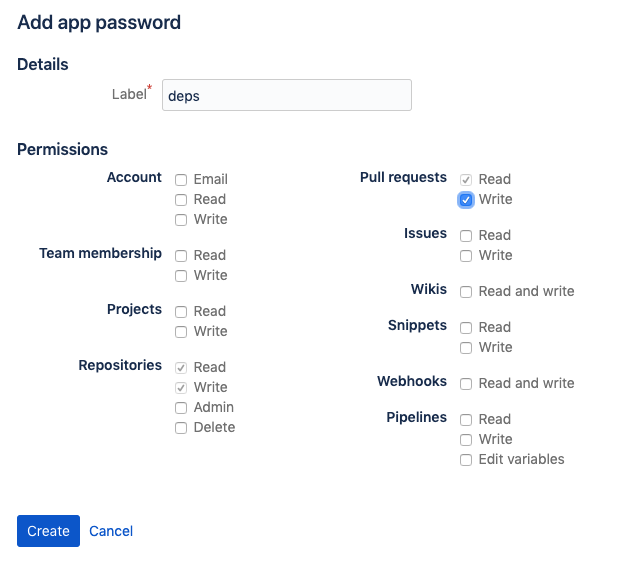 Add app password
Details
Label*
deps
Permissions
Account
Email
Read
Write
Team membership
Read
Write
Projects
Read
Write
Repositories
Read
Write
Admin
Delete
Pull requests
Read
Write
Issues
Read
Write
Wikis
Read and write
Snippets
Read
Write
Webhooks
Read and write
Pipelines
Read
Write
Edit variables
Create
Cancel